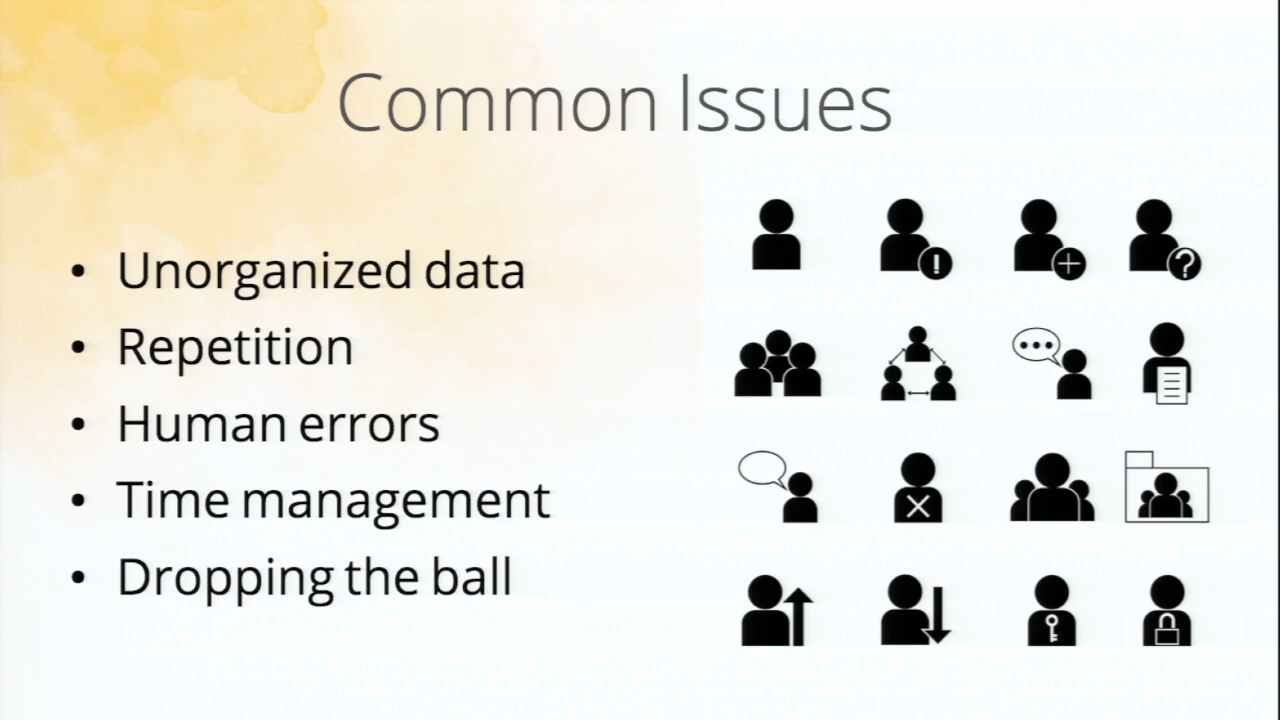 Common Issues
• Unorganized data
• Repetition
• Human errors
• Time management
• Dropping the ball